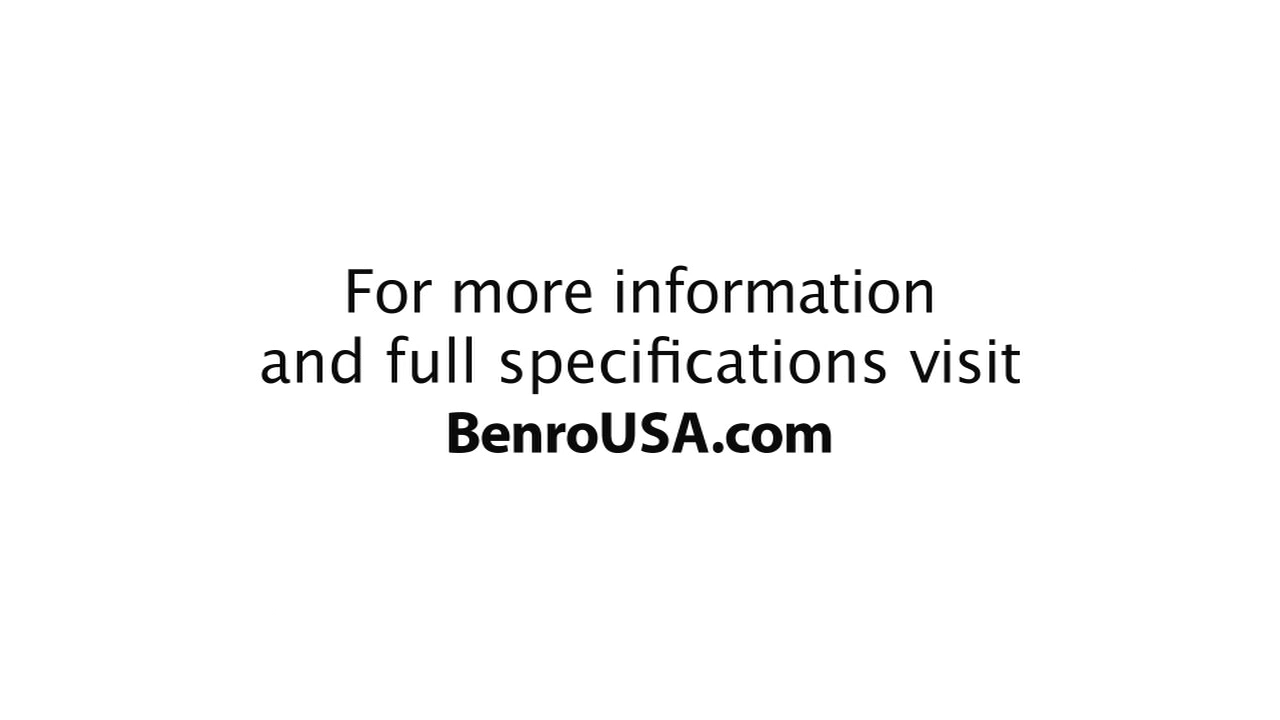 For more information
and full specifications visit
BenroUSA.com